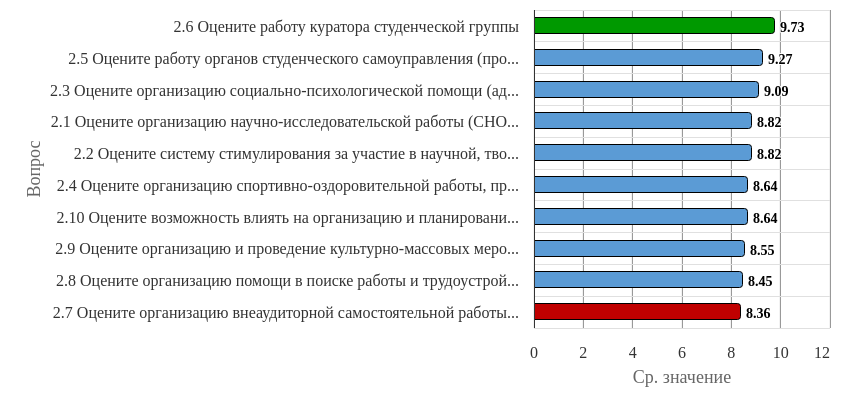 2.6 Оцените работу куратора студенческой группы 9.73
2.5 Оцените работу органов студенческого самоуправления (про... 9.27
2.3 Оцените организацию социально-психологической помощи (ад... 9.09
2.1 Оцените организацию научно-исследовательской работы (СНО... 8.82
2.2 Оцените систему стимулирования за участие в научной, тво... 8.82
2.4 Оцените организацию спортивно-оздоровительной работы, пр... 8.64
2.10 Оцените возможность влиять на организацию и планировани... 8.64
2.9 Оцените организацию и проведение культурно-массовых меро... 8.55
2.8 Оцените организацию помощи в поиске работы и трудоустрой... 8.45
2.7 Оцените организацию внеаудиторной самостоятельной работы... 8.36
Вопрос
0 2 4 6 8 10 12
Ср. значение